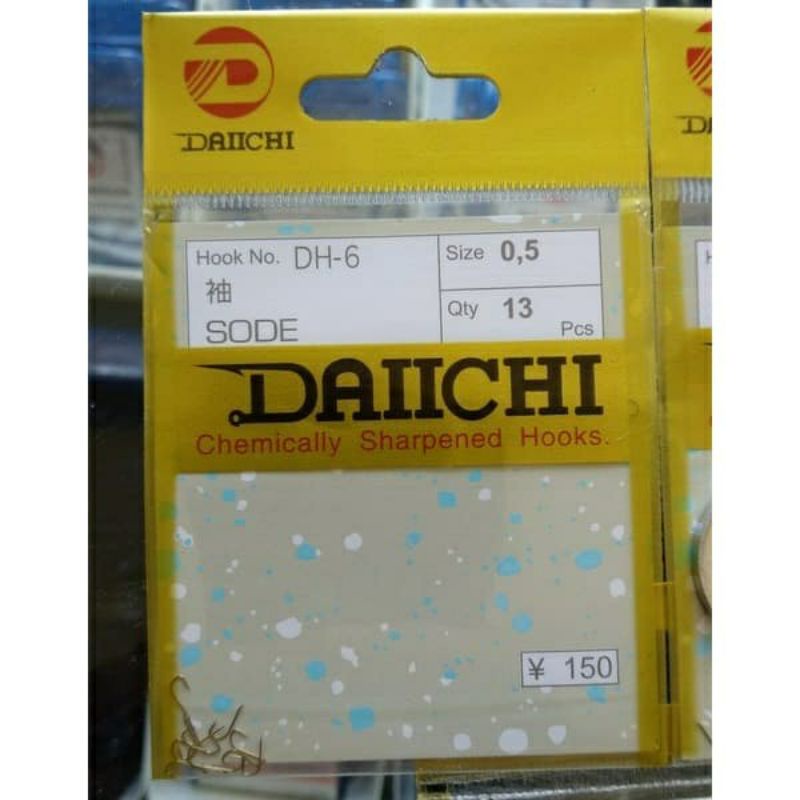 DAIICHI
Hook No. DH-6
袖
SODE
Size 0,5
Qty 13 Pcs
DAIICHI
Chemically Sharpened Hooks.
¥ 150